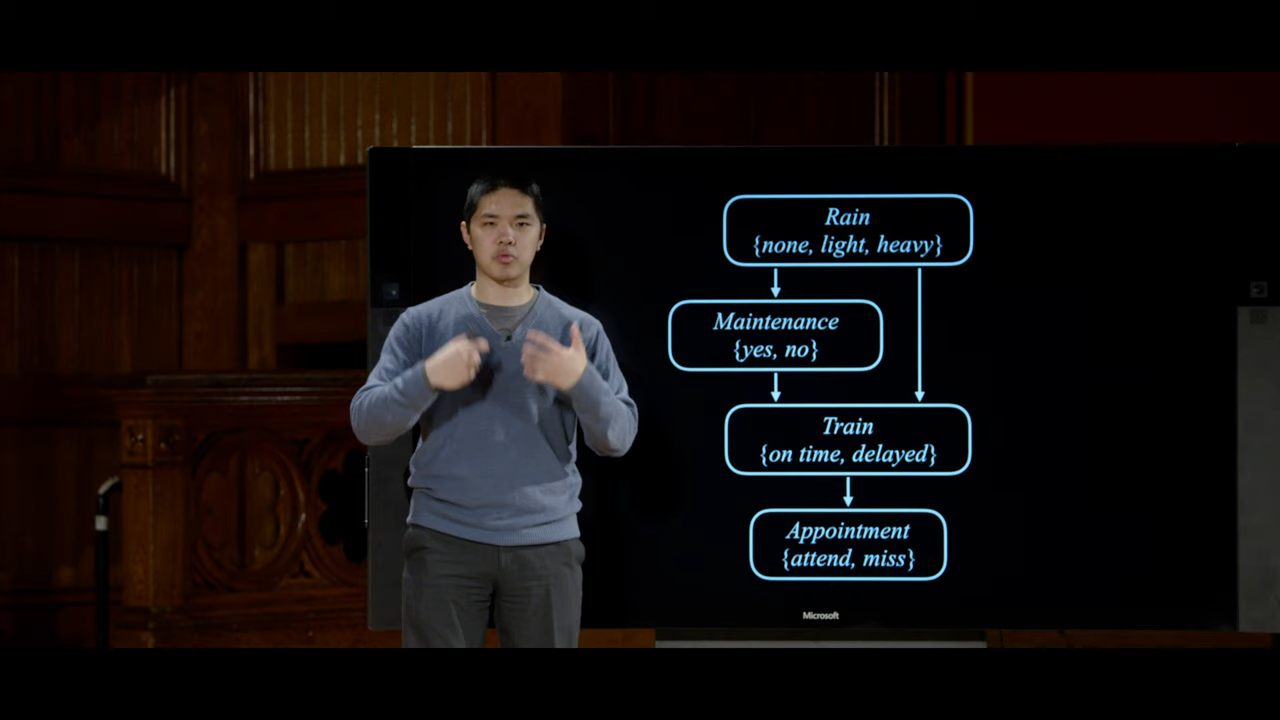 Rain
{none, light, heavy}
Maintenance
{yes, no}
Train
{on time, delayed}
Appointment
{attend, miss}
Microsoft